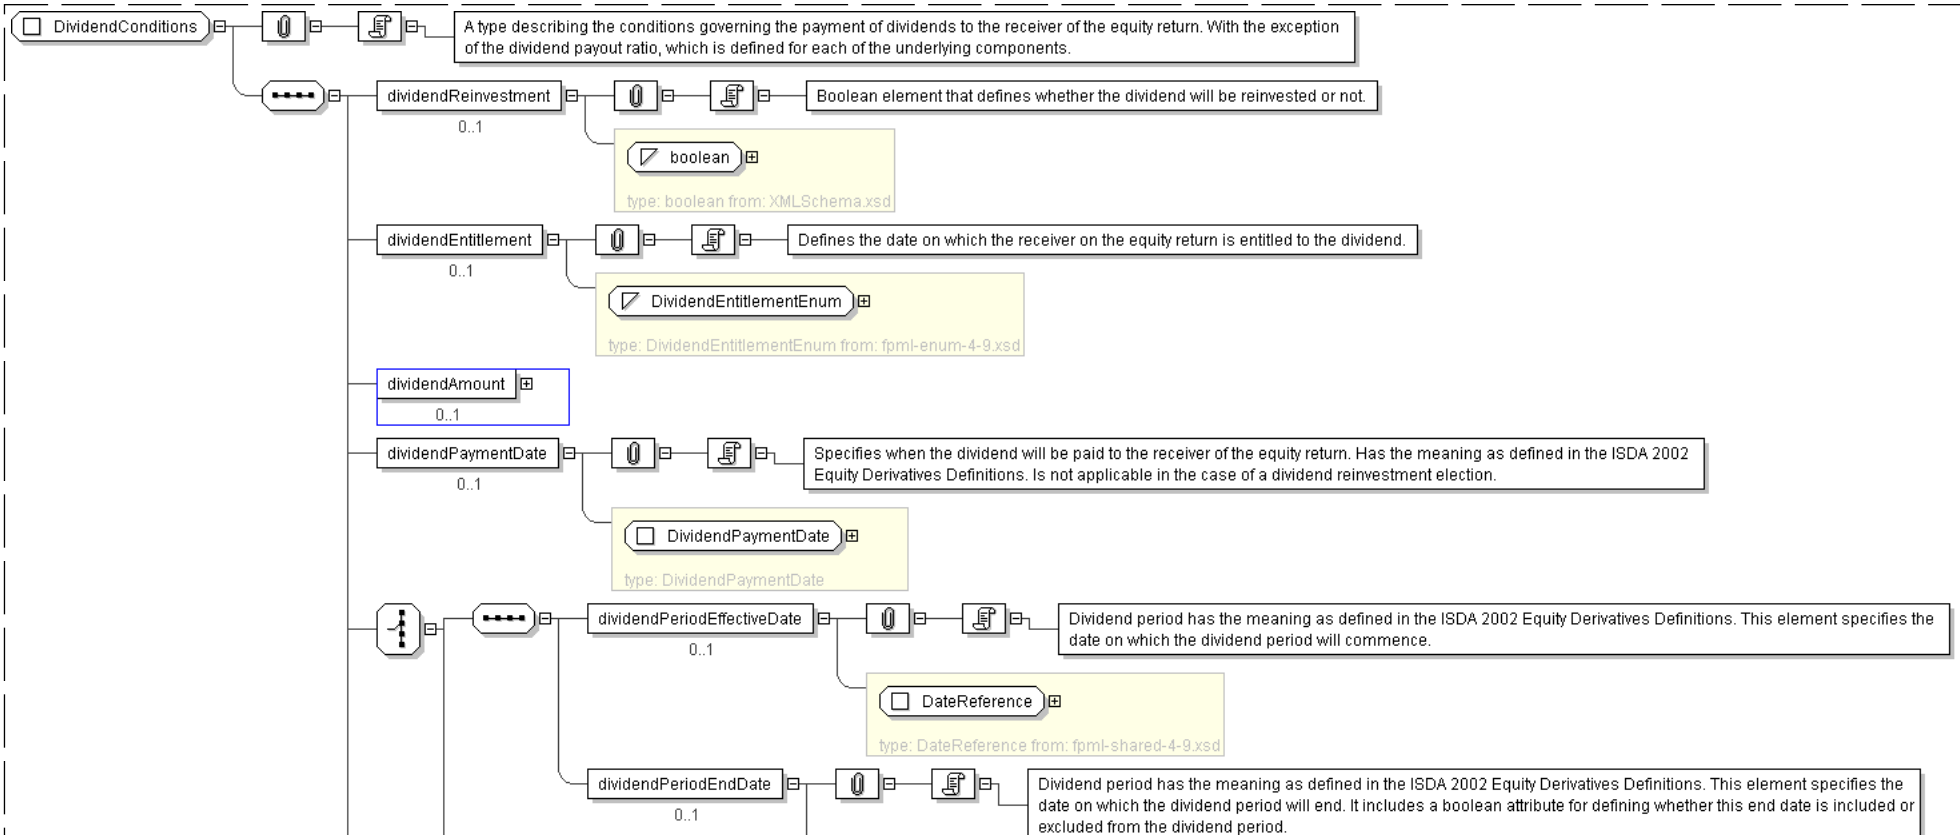 DividendConditions
A type describing the conditions governing the payment of dividends to the receiver of the equity return. With the exception
of the dividend payout ratio, which is defined for each of the underlying components.
dividendReinvestment
Boolean element that defines whether the dividend will be reinvested or not.
0..1
boolean
type: boolean from: XMLSchema.xsd
dividendEntitlement
Defines the date on which the receiver on the equity return is entitled to the dividend.
0..1
DividendEntitlementEnum
type: DividendEntitlementEnum from: fpml-enum-4-9.xsd
dividendAmount
0..1
dividendPaymentDate
Specifies when the dividend will be paid to the receiver of the equity return. Has the meaning as defined in the ISDA 2002
Equity Derivatives Definitions. Is not applicable in the case of a dividend reinvestment election.
0..1
DividendPaymentDate
type: DividendPaymentDate
dividendPeriodEffectiveDate
Dividend period has the meaning as defined in the ISDA 2002 Equity Derivatives Definitions. This element specifies the
date on which the dividend period will commence.
0..1
DateReference
type: DateReference from: fpml-shared-4-9.xsd
dividendPeriodEndDate
Dividend period has the meaning as defined in the ISDA 2002 Equity Derivatives Definitions. This element specifies the
date on which the dividend period will end. It includes a boolean attribute for defining whether this end date is included or
excluded from the dividend period.
0..1